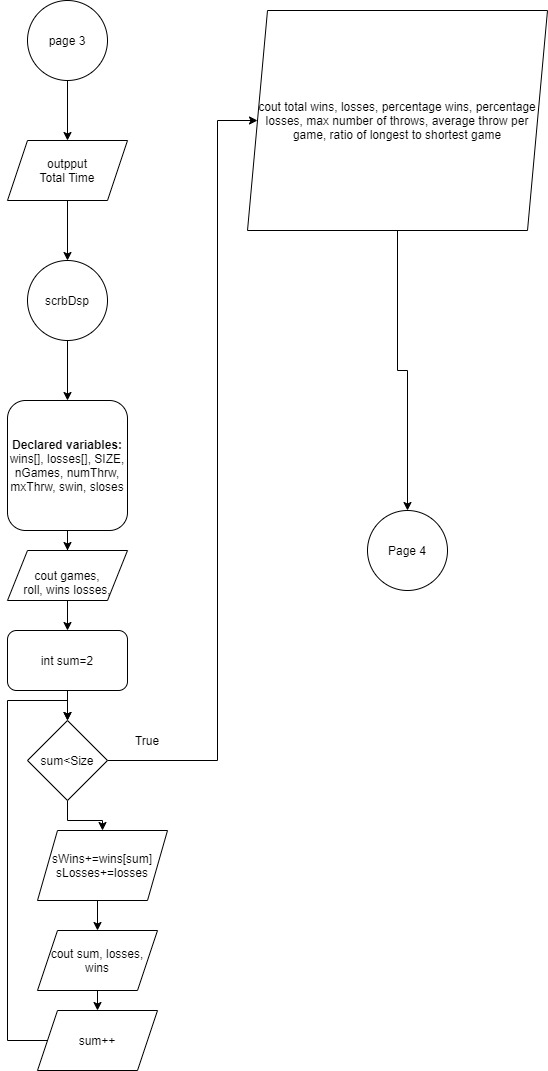 page 3
outpput
Total Time
scrbDsp
Declared variables:
wins[], losses[], SIZE,
nGames, numThrw,
mxThrw, swin, sloses
cout games,
roll, wins losses,
int sum=2
sum<Size
True
sWins+=wins[sum]
sLosses+=losses
cout sum, losses,
wins
sum++
cout total wins, losses, percentage wins, percentage
losses, max number of throws, average throw per
game, ratio of longest to shortest game
Page 4